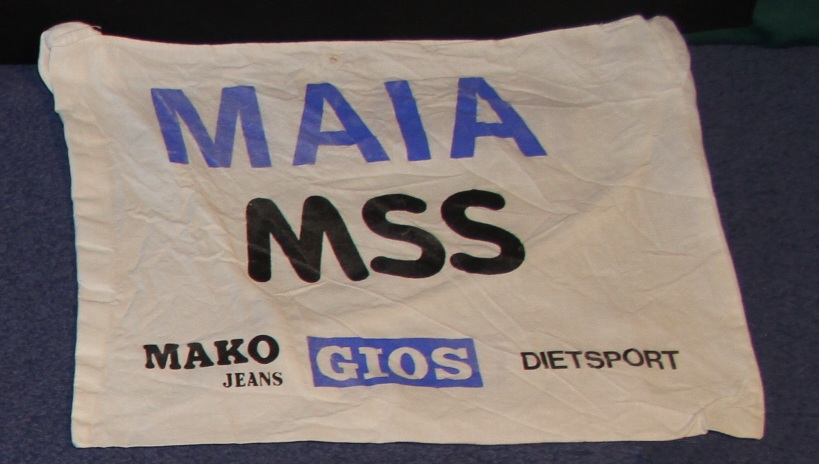 MAIA
MSS
MAKO JEANS
GIOS
DIETSPORT